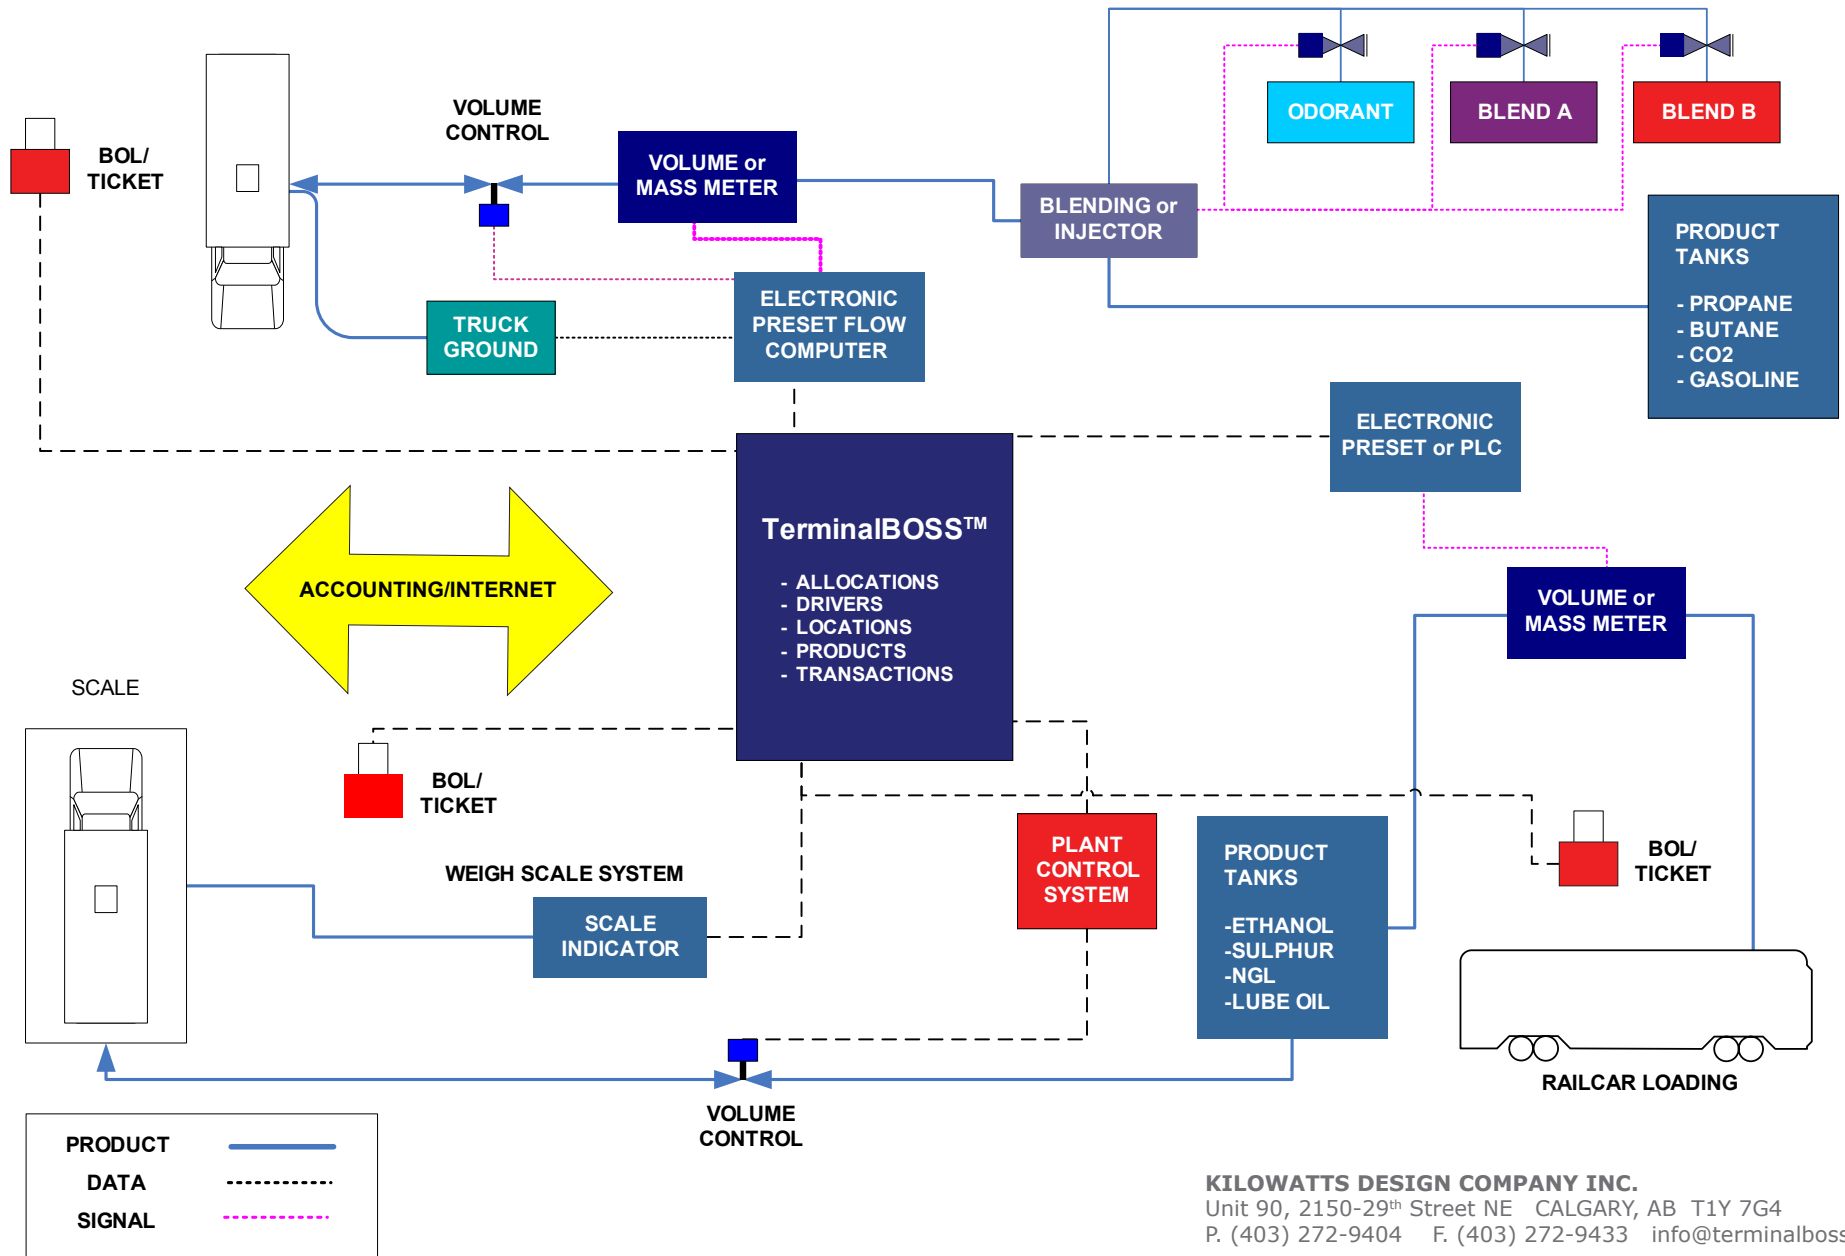 ODORANT
BLEND A
BLEND B
VOLUME
CONTROL
BOL/
TICKET
VOLUME or
MASS METER
BLENDING or
INJECTOR
PRODUCT
TANKS
- PROPANE
- BUTANE
- CO2
- GASOLINE
TRUCK
GROUND
ELECTRONIC
PRESET FLOW
COMPUTER
ELECTRONIC
PRESET or PLC
TerminalBOSS™
- ALLOCATIONS
- DRIVERS
- LOCATIONS
- PRODUCTS
- TRANSACTIONS
ACCOUNTING/INTERNET
VOLUME or
MASS METER
SCALE
BOL/
TICKET
WEIGH SCALE SYSTEM
SCALE
INDICATOR
PLANT
CONTROL
SYSTEM
PRODUCT
TANKS
-ETHANOL
-SULPHUR
-NGL
-LUBE OIL
BOL/
TICKET
RAILCAR LOADING
VOLUME
CONTROL
PRODUCT
DATA
SIGNAL
KILOWATTS DESIGN COMPANY INC.
Unit 90, 2150-29th Street NE CALGARY, AB T1Y 7G4
P. (403) 272-9404 F. (403) 272-9433 info@terminalboss